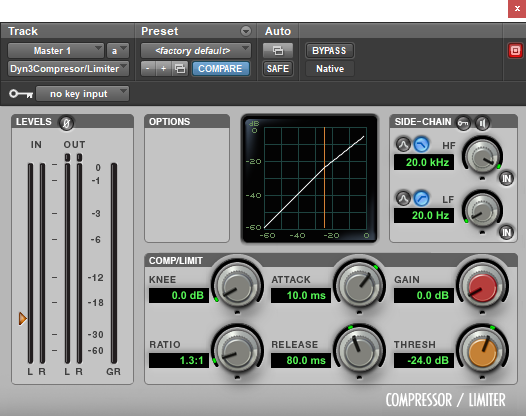 x
Track Preset Auto
Master 1 a <factory default> BYPASS
Dyn3Compresor/Limiter - + COMPARE SAFE Native
no key input
LEVELS Ø OPTIONS SIDE-CHAIN
IN OUT
dB
0
-20
-40
-60
-60 -40 -20 0
HF
20.0 kHz
IN
LF
20.0 Hz
IN
0
-1
-3
-6
-12
-18
-30
-60
L R L R GR
COMP/LIMIT
KNEE ATTACK GAIN
0.0 dB 10.0 ms 0.0 dB
RATIO RELEASE THRESH
1.3:1 80.0 ms -24.0 dB
COMPRESSOR / LIMITER